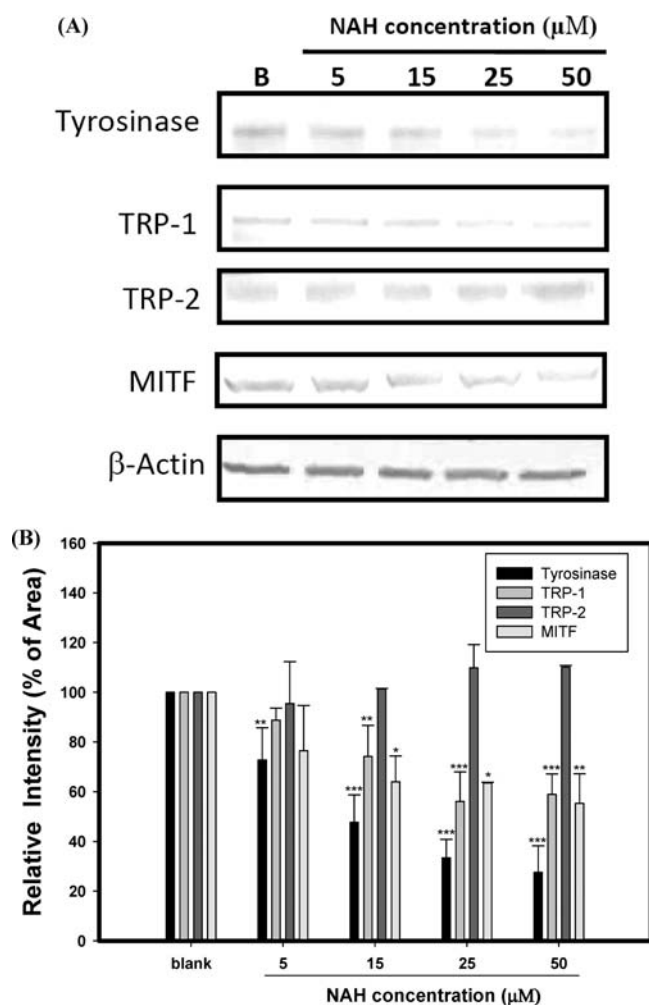 (A)
NAH concentration (μM)
B 5 15 25 50
Tyrosinase
TRP-1
TRP-2
MITF
β-Actin
(B)
Relative Intensity (% of Area)
160
140
120
100
80
60
40
20
0
Tyrosinase
TRP-1
TRP-2
MITF
**
*** ** *
*** *** *
*** *** **
blank 5 15 25 50
NAH concentration (μM)